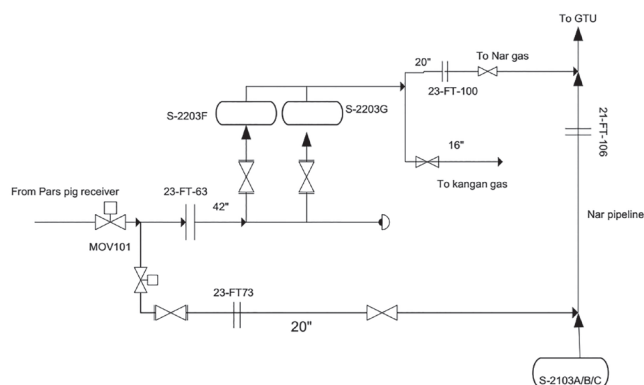 To GTU
20"
To Nar gas
23-FT-100
S-2203F
S-2203G
21-FT-106
16"
To kangan gas
From Pars pig receiver
23-FT-63
42"
MOV101
Nar pipeline
23-FT73
20"
S-2103A/B/C